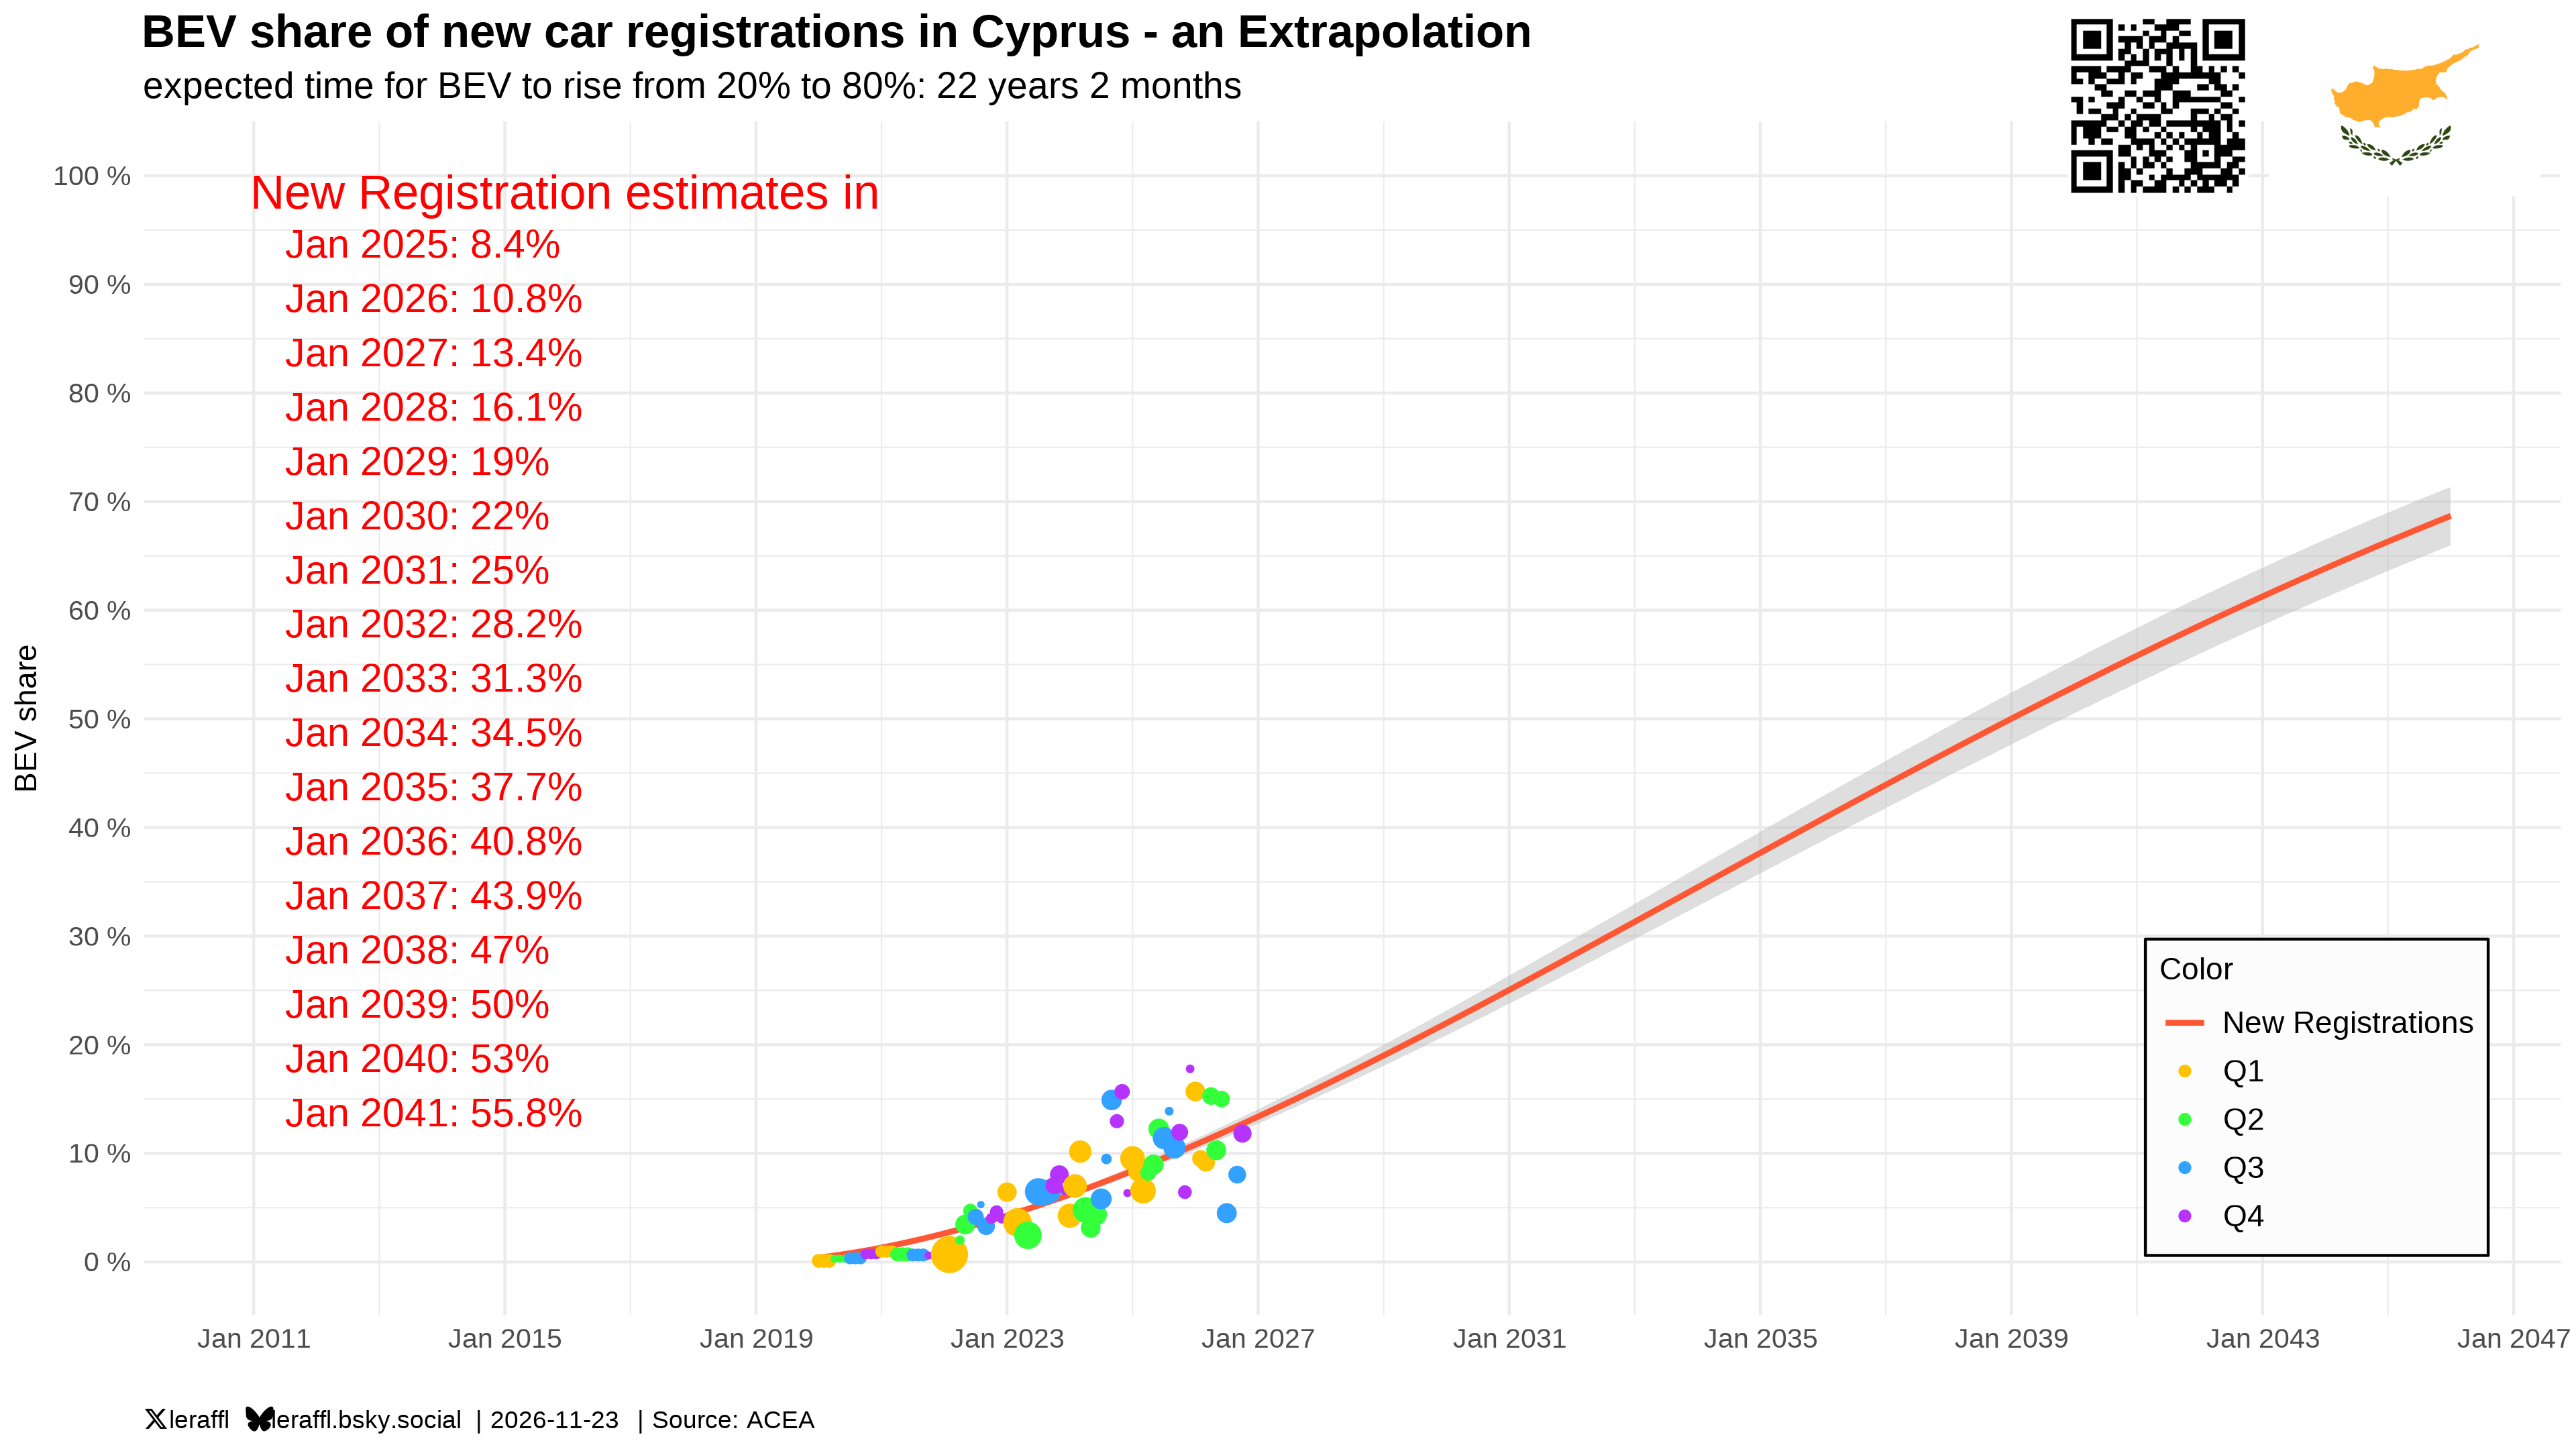 BEV share of new car registrations in Cyprus - an Extrapolation
expected time for BEV to rise from 20% to 80%: 22 years 2 months
New Registration estimates in
Jan 2025: 8.4%
Jan 2026: 10.8%
Jan 2027: 13.4%
Jan 2028: 16.1%
Jan 2029: 19%
Jan 2030: 22%
Jan 2031: 25%
Jan 2032: 28.2%
Jan 2033: 31.3%
Jan 2034: 34.5%
Jan 2035: 37.7%
Jan 2036: 40.8%
Jan 2037: 43.9%
Jan 2038: 47%
Jan 2039: 50%
Jan 2040: 53%
Jan 2041: 55.8%
BEV share
100 %
90 %
80 %
70 %
60 %
50 %
40 %
30 %
20 %
10 %
0 %
Color
New Registrations
Q1
Q2
Q3
Q4
Jan 2011 Jan 2015 Jan 2019 Jan 2023 Jan 2027 Jan 2031 Jan 2035 Jan 2039 Jan 2043 Jan 2047
leraffl leraffl.bsky.social | 2026-11-23 | Source: ACEA